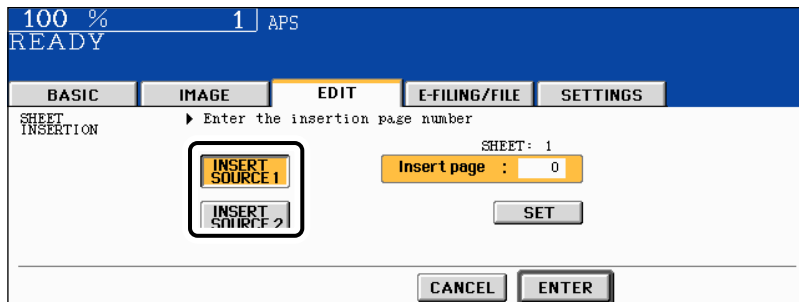 100 % 1 APS
READY
BASIC IMAGE EDIT E-FILING/FILE SETTINGS
SHEET INSERTION
Enter the insertion page number
SHEET: 1
INSERT SOURCE 1
Insert page : 0
INSERT SOURCE 2
SET
CANCEL ENTER